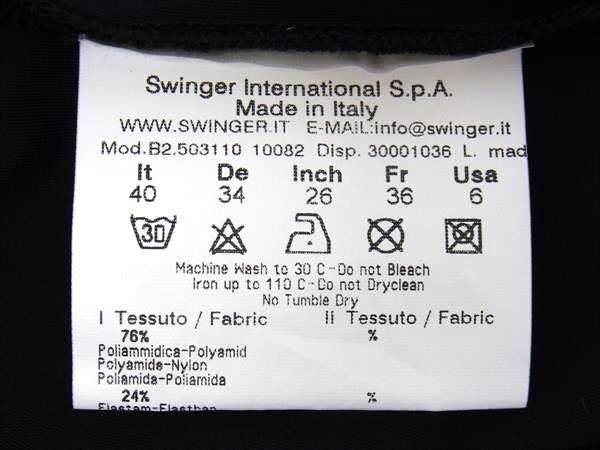 Swinger International S.p.A.
Made in Italy
WWW.SWINGER.IT E-MAIL:info@swinger.it
Mod.B2.503110 10082 Disp. 30001036 L. mad
It De Inch Fr Usa
40 34 26 36 6
30
Machine Wash to 30 C-Do not Bleach
Iron up to 110 C-Do not Dryclean
No Tumble Dry
I Tessuto / Fabric II Tessuto / Fabric
76% %
Poliammidica-Polyamid
Polyamide-Nylon
Poliamida-Poliamida
24% %
Elastam-Elasthan